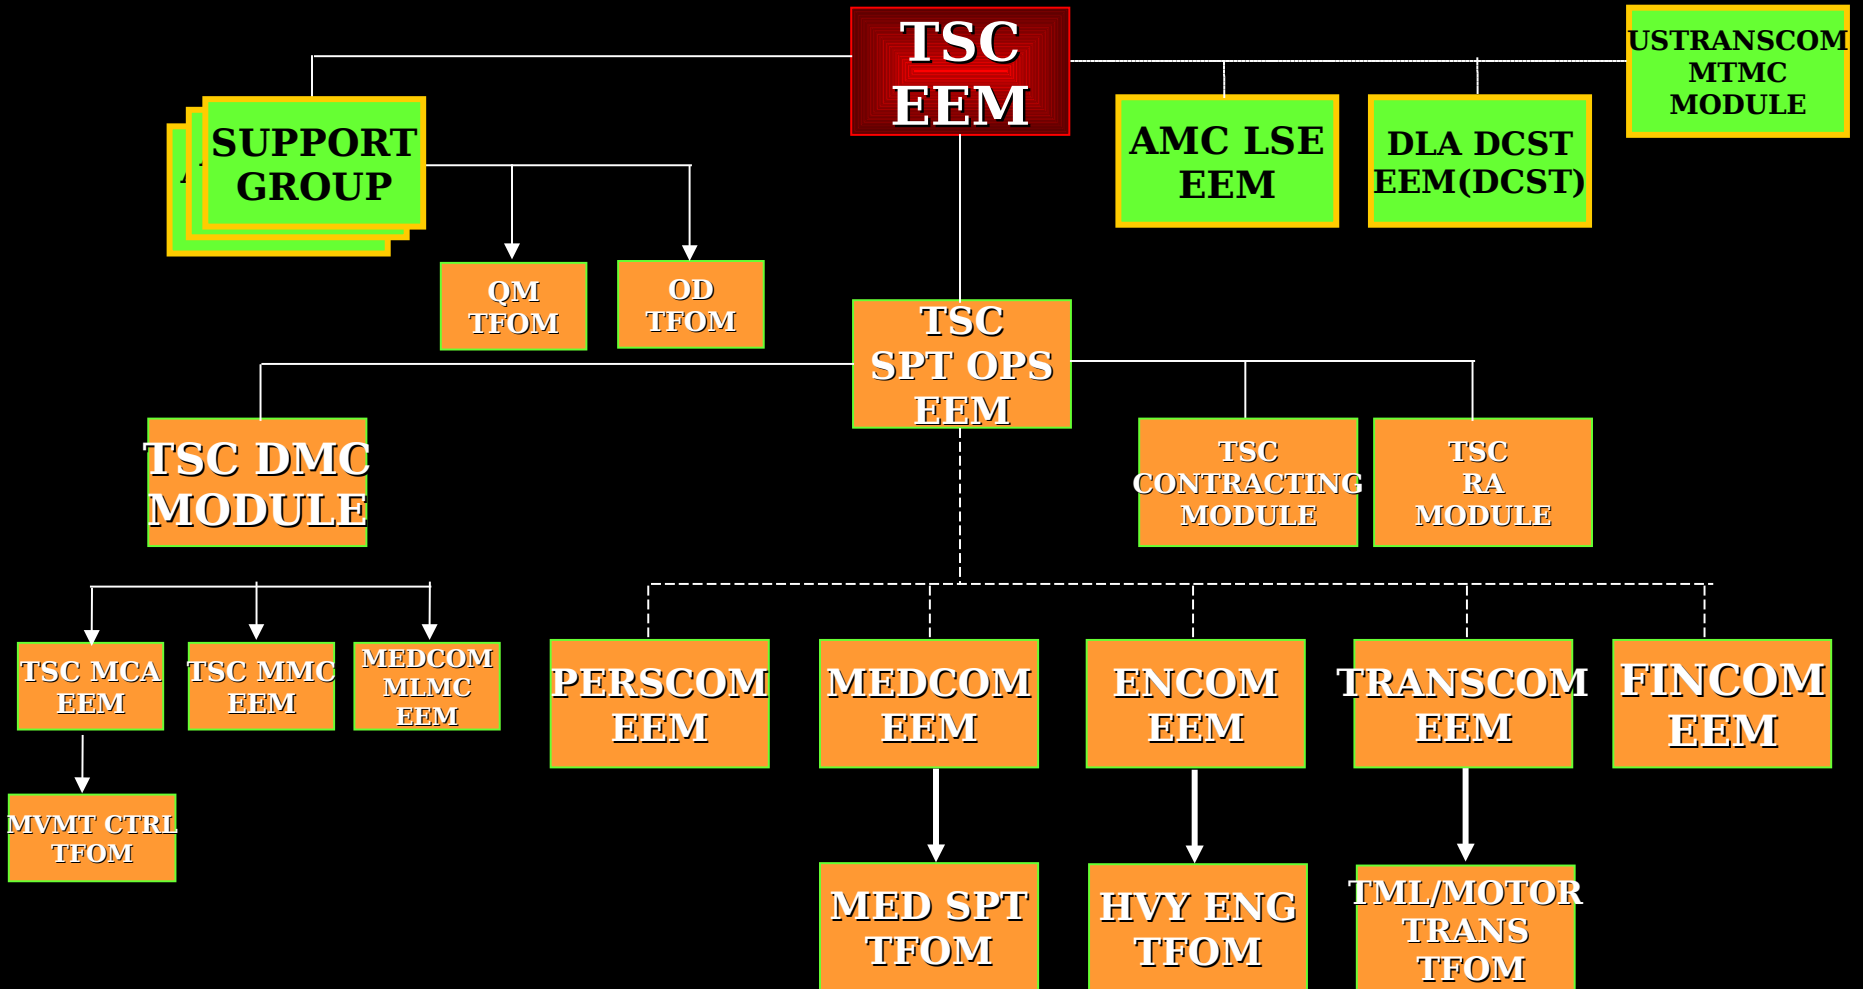 TSC
EEM
USTRANSCOM
MTMC
MODULE
SUPPORT
GROUP
AMC LSE
EEM
DLA DCST
EEM(DCST)
QM
TFOM
OD
TFOM
TSC
SPT OPS
EEM
TSC DMC
MODULE
TSC
CONTRACTING
MODULE
TSC
RA
MODULE
TSC MCA
EEM
TSC MMC
EEM
MEDCOM
MLMC
EEM
PERSCOM
EEM
MEDCOM
EEM
ENCOM
EEM
TRANSCOM
EEM
FINCOM
EEM
MVMT CTRL
TFOM
MED SPT
TFOM
HVY ENG
TFOM
TML/MOTOR
TRANS
TFOM